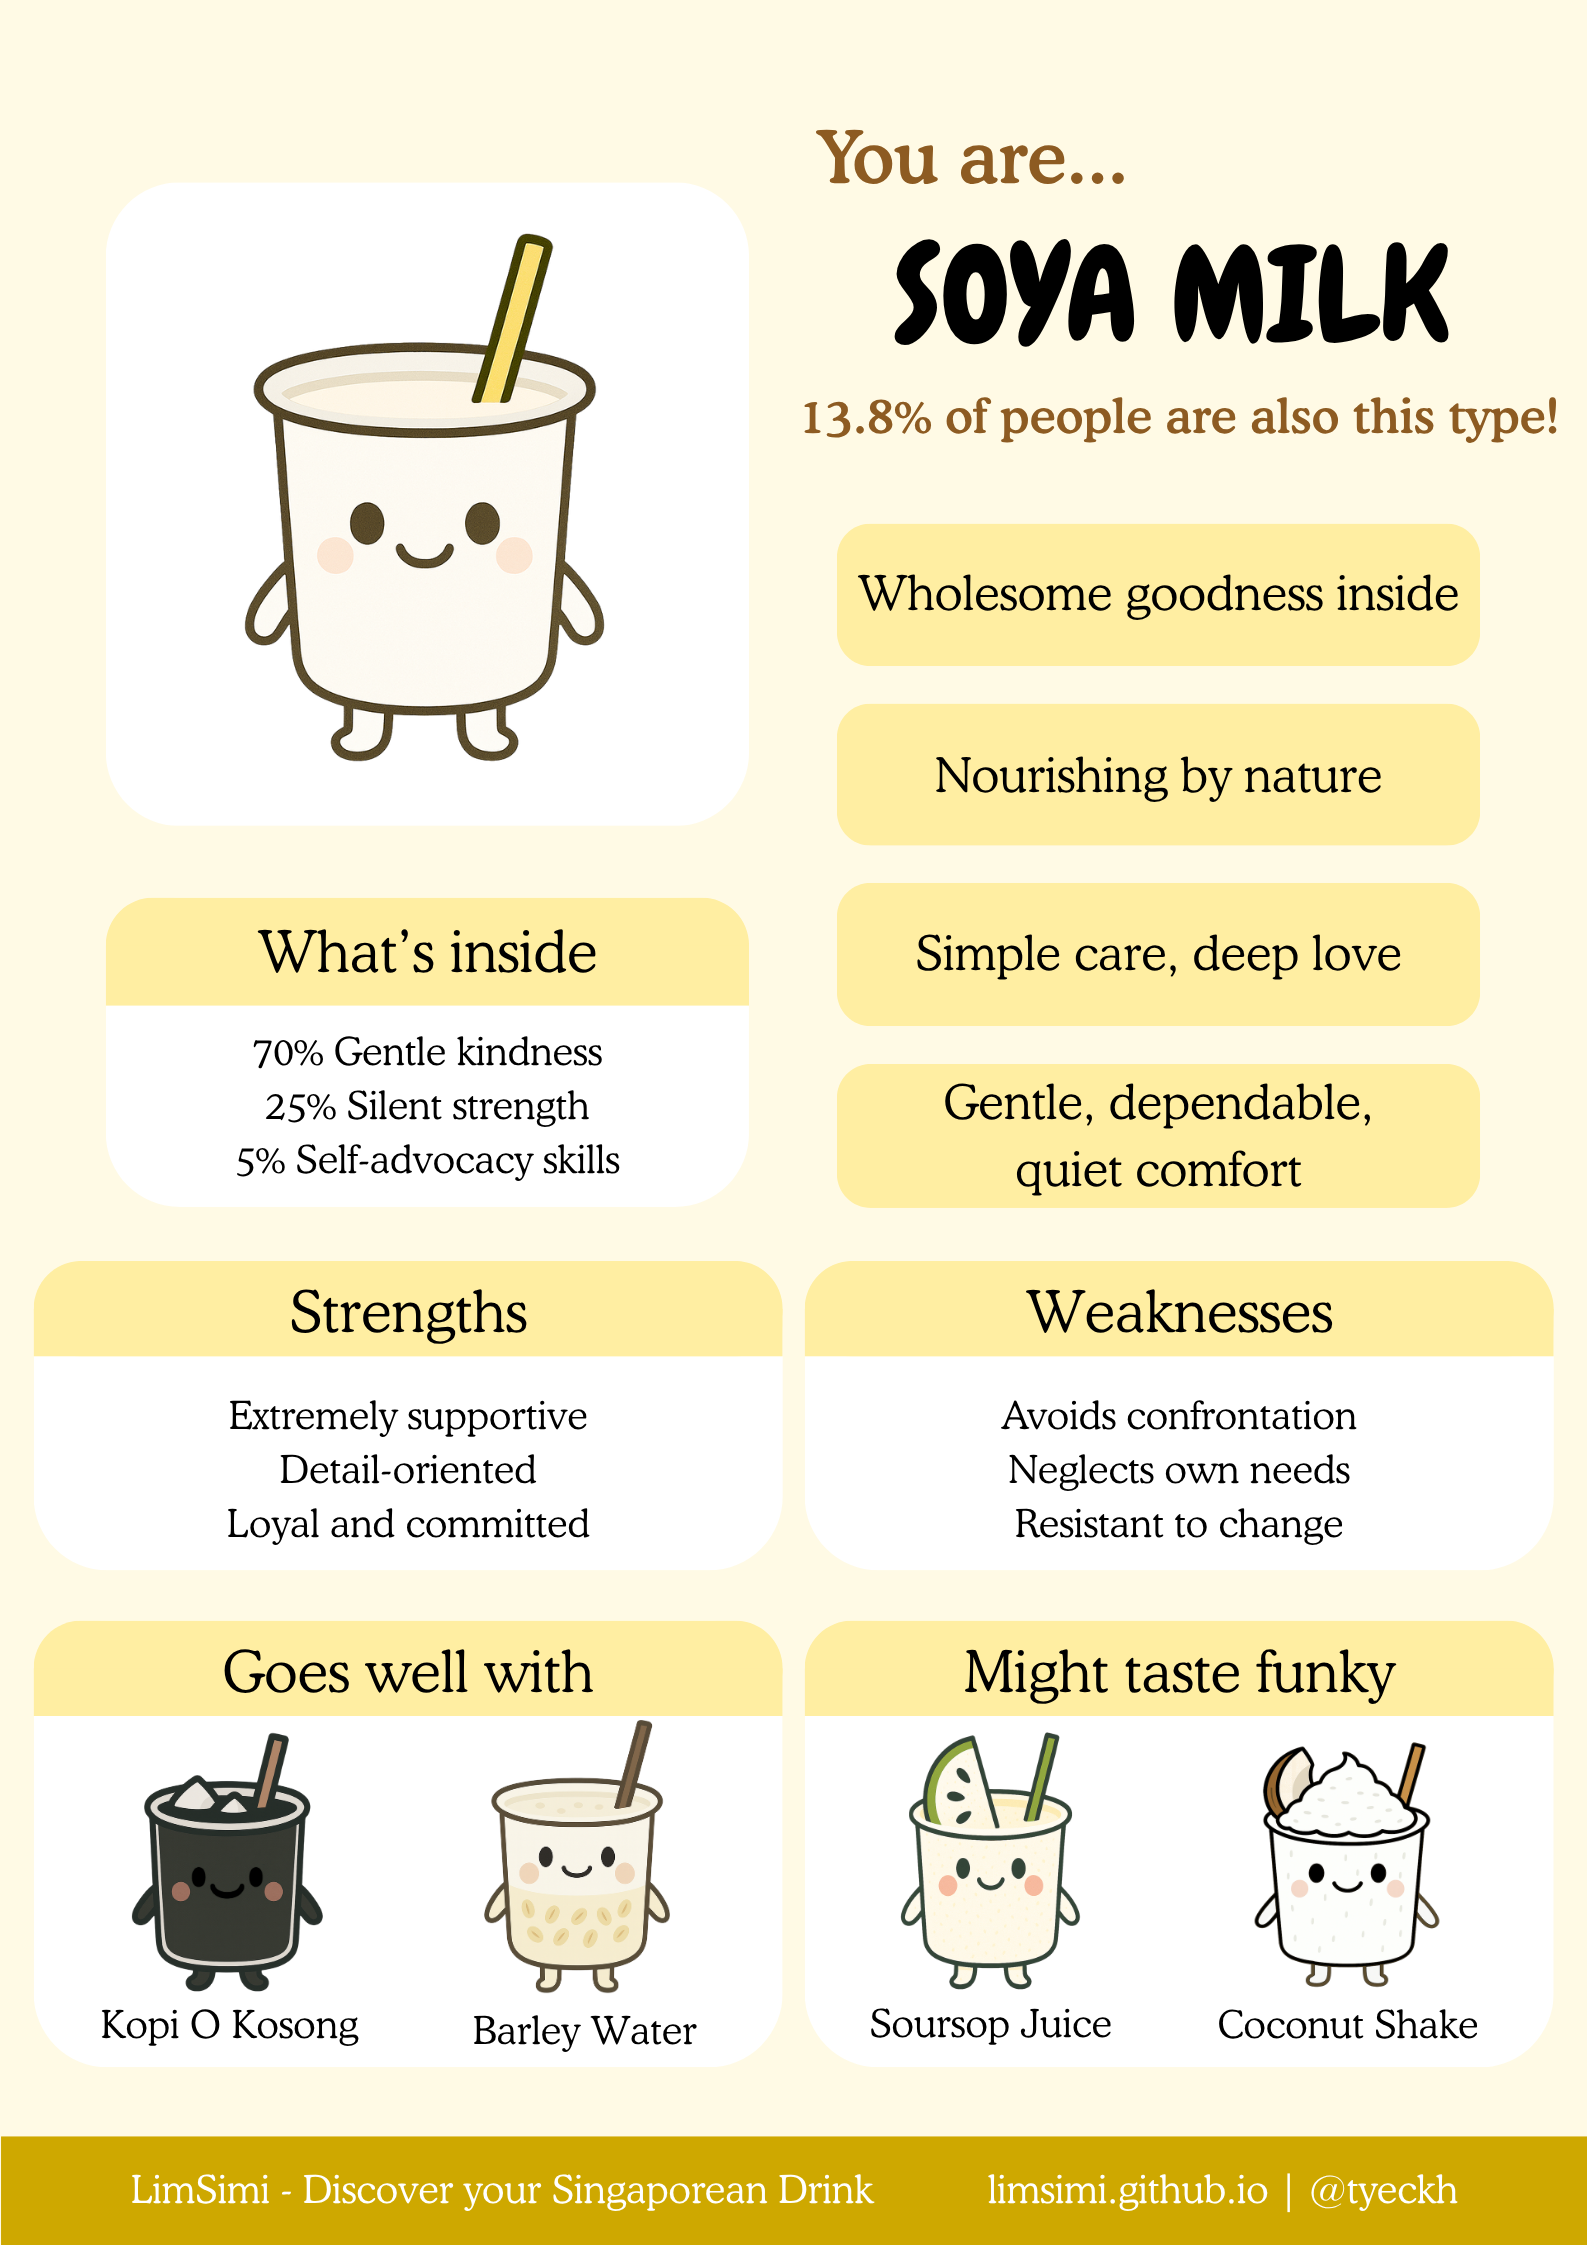 You are...
SOYA MILK
13.8% of people are also this type!
Wholesome goodness inside
Nourishing by nature
Simple care, deep love
Gentle, dependable,
quiet comfort
What's inside
70% Gentle kindness
25% Silent strength
5% Self-advocacy skills
Strengths
Extremely supportive
Detail-oriented
Loyal and committed
Weaknesses
Avoids confrontation
Neglects own needs
Resistant to change
Goes well with
Kopi O Kosong
Barley Water
Might taste funky
Soursop Juice
Coconut Shake
LimSimi - Discover your Singaporean Drink
limsimi.github.io | @tyeckh